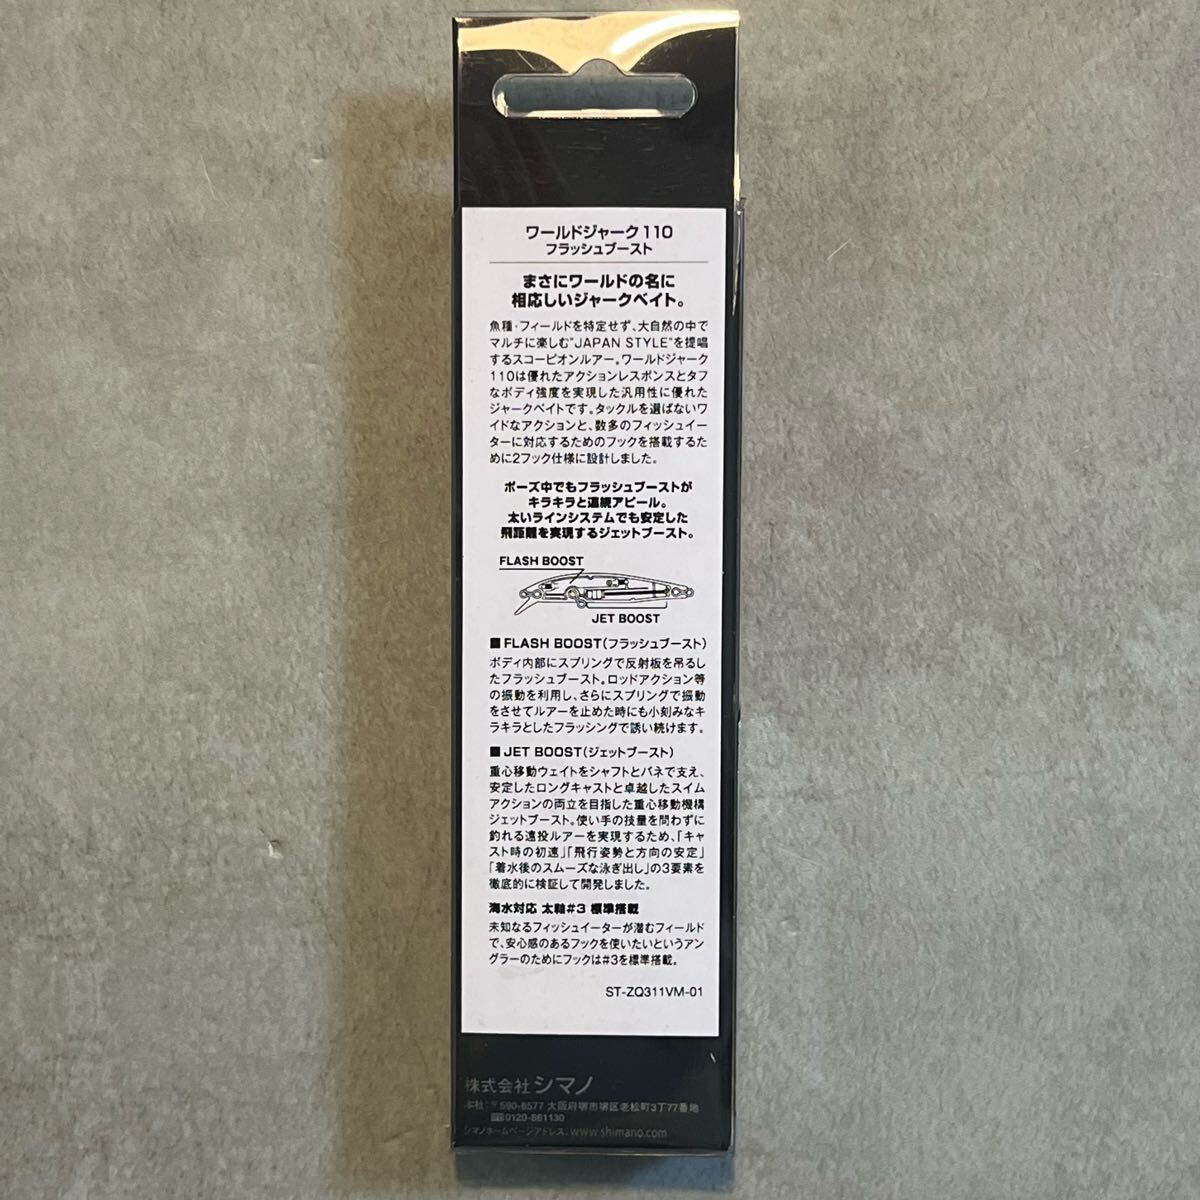 ワールドジャーク110
フラッシュブースト
まさにワールドの名に
相応しいジャークベイト。
魚種・フィールドを特定せず、大自然の中で
マルチに楽しむ"JAPAN STYLE"を提唱
するスコーピオンルアー。ワールドジャーク
110は優れたアクションレスポンスとタフ
なボディ強度を実現した汎用性に優れた
ジャークベイトです。タックルを選ばないワ
イドなアクションと、数多のフィッシュイー
ターに対応するためのフックを搭載するた
めに2フック仕様に設計しました。
ポーズ中でもフラッシュブーストが
キラキラと連続アピール。
太いラインシステムでも安定した
飛距離を実現するジェットブースト。
FLASH BOOST
JET BOOST
■FLASH BOOST(フラッシュブースト)
ボディ内部にスプリングで反射板を吊るし
たフラッシュブースト。ロッドアクション等
の振動を利用し、さらにスプリングで振動
をさせてルアーを止めた時にも小刻みなキ
ラキラとしたフラッシングで誘い続けます。
■JET BOOST(ジェットブースト)
重心移動ウェイトをシャフトとバネで支え、
安定したロングキャストと卓越したスイム
アクションの両立を目指した重心移動機構
ジェットブースト。使い手の技量を問わずに
釣れる遠投ルアーを実現するため、「キャ
スト時の初速」「飛行姿勢と方向の安定」
「着水後のスムーズな泳ぎ出し」の3要素を
徹底的に検証して開発しました。
海水対応 太軸#3 標準搭載
未知なるフィッシュイーターが潜むフィールド
で、安心感のあるフックを使いたいというアン
グラーのためにフックは#3を標準搭載。
ST-ZQ311VM-01
株式会社シマノ
本社:〒590-8577 大阪府堺市堺区老松町3丁77番地
0120-861130
シマノホームページアドレス:www.shimano.com